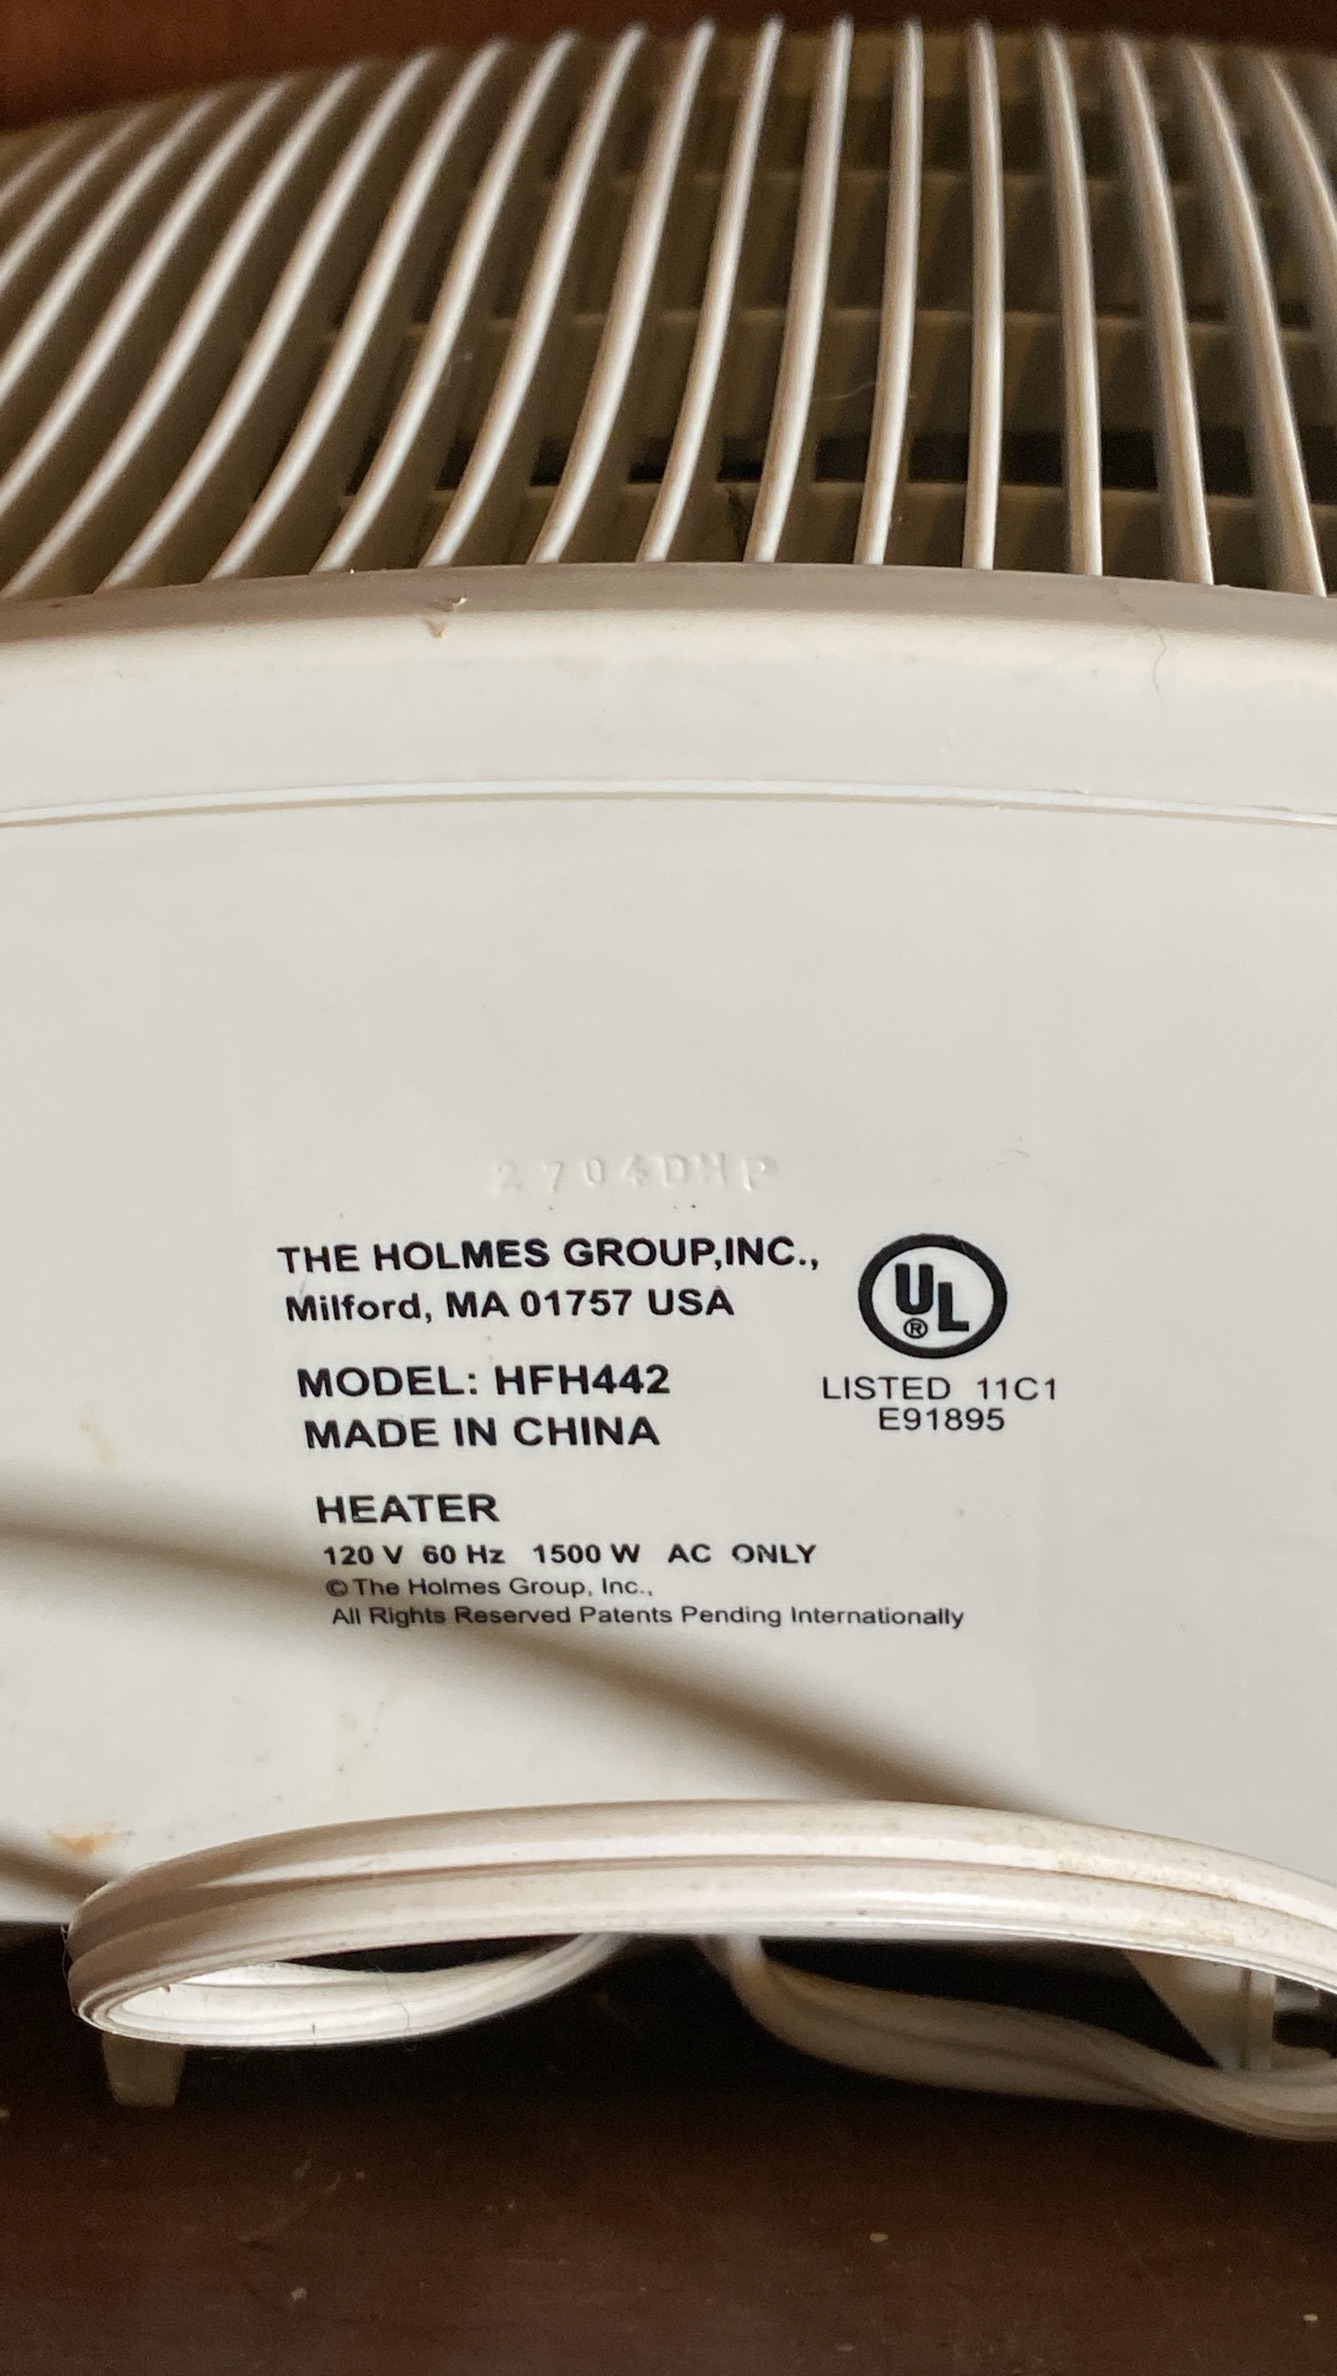 2704DHP
THE HOLMES GROUP,INC.,
Milford, MA 01757 USA
UL
®
MODEL: HFH442
LISTED 11C1
MADE IN CHINA
E91895
HEATER
120 V 60 Hz 1500 W AC ONLY
© The Holmes Group, Inc.,
All Rights Reserved Patents Pending Internationally